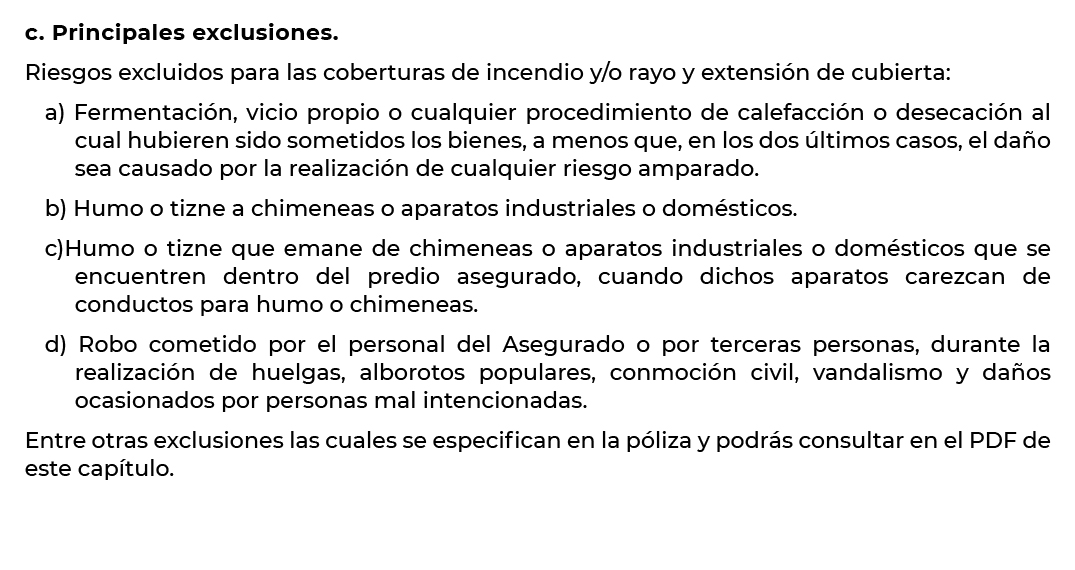 c. Principales exclusiones.
Riesgos excluidos para las coberturas de incendio y/o rayo y extensión de cubierta:
a) Fermentación, vicio propio o cualquier procedimiento de calefacción o desecación al
cual hubieren sido sometidos los bienes, a menos que, en los dos últimos casos, el daño
sea causado por la realización de cualquier riesgo amparado.
b) Humo o tizne a chimeneas o aparatos industriales o domésticos.
c)Humo o tizne que emane de chimeneas o aparatos industriales o domésticos que se
encuentren dentro del predio asegurado, cuando dichos aparatos carezcan de
conductos para humo o chimeneas.
d) Robo cometido por el personal del Asegurado o por terceras personas, durante la
realización de huelgas, alborotos populares, conmoción civil, vandalismo y daños
ocasionados por personas mal intencionadas.
Entre otras exclusiones las cuales se especifican en la póliza y podrás consultar en el PDF de
este capítulo.